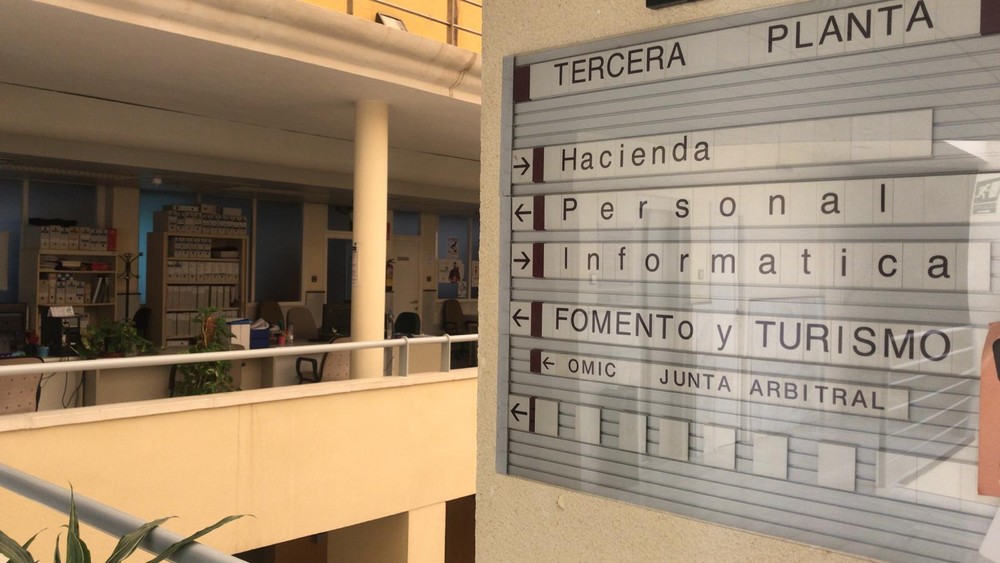 TERCERA PLANTA
→ Hacienda
← Personal
→ Informatica
← FOMENTo y TURISMO
← OMIC JUNTA ARBITRAL
←